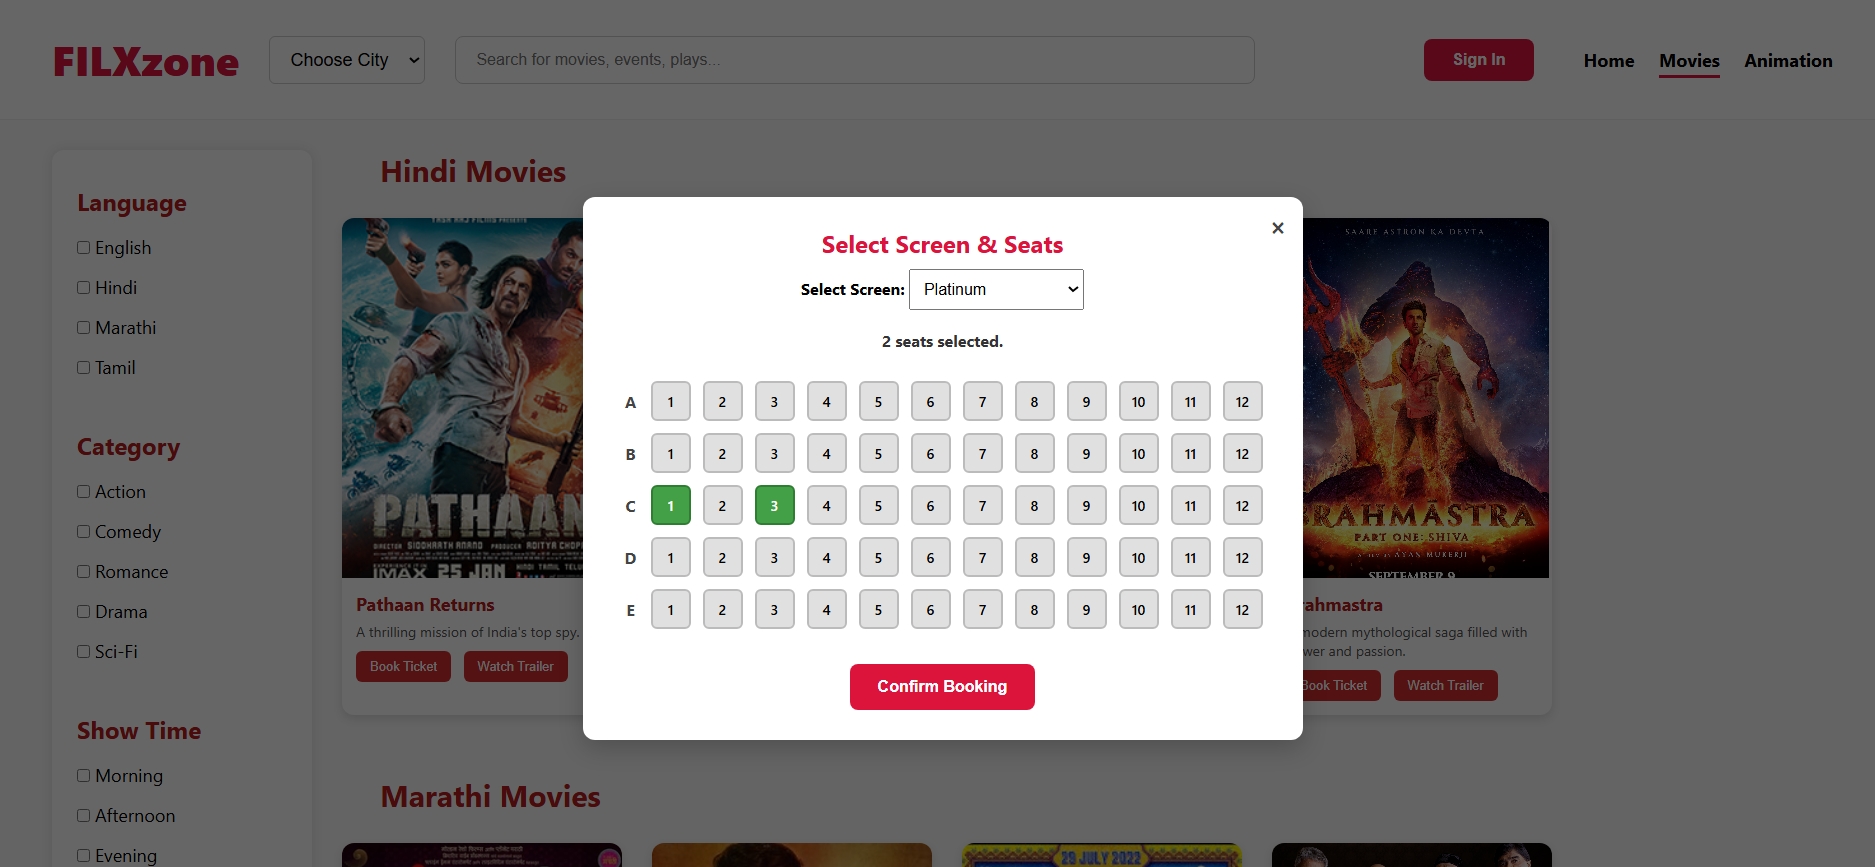 FILXzone
Choose City
Search for movies, events, plays...
Sign In
Home
Movies
Animation
Language
English
Hindi
Marathi
Tamil
Category
Action
Comedy
Romance
Drama
Sci-Fi
Show Time
Morning
Afternoon
Evening
Hindi Movies
PATHAAN
DIRECTOR SIDDHARTH ANAND PRODUCER ADITYA CHOPRA
IMAX 25 JAN HINDI TAMIL TELU
Pathaan Returns
A thrilling mission of India's top spy.
Book Ticket
Watch Trailer
×
Select Screen & Seats
Select Screen: Platinum
2 seats selected.
A 1 2 3 4 5 6 7 8 9 10 11 12
B 1 2 3 4 5 6 7 8 9 10 11 12
C 1 2 3 4 5 6 7 8 9 10 11 12
D 1 2 3 4 5 6 7 8 9 10 11 12
E 1 2 3 4 5 6 7 8 9 10 11 12
Confirm Booking
SAARE ASTRON KA DEVTA
BRAHMĀSTRA
PART ONE: SHIVA
AYAN MUKERJI
SEPTEMBER 9
rahmastra
modern mythological saga filled with
wer and passion.
Book Ticket
Watch Trailer
Marathi Movies
29 JULY 2022